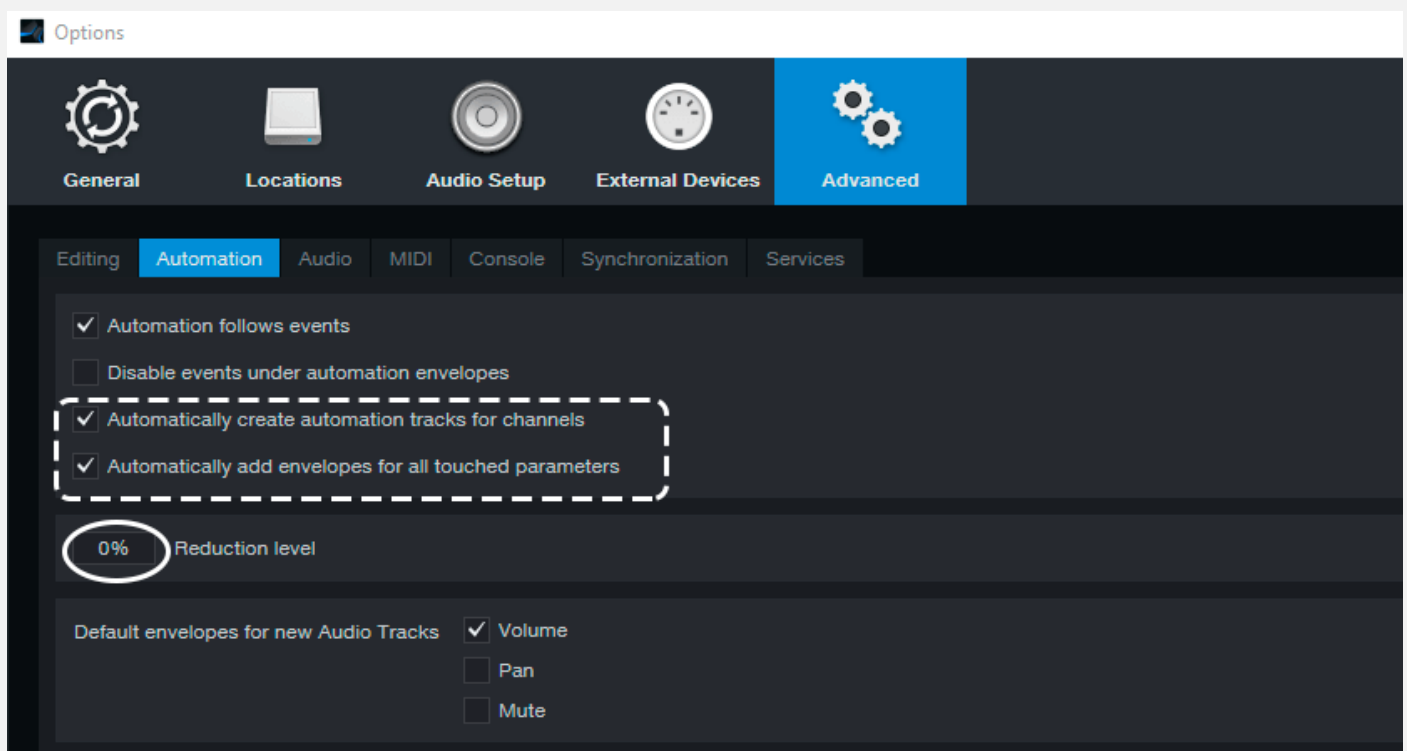 Options
General Locations Audio Setup External Devices Advanced
Editing Automation Audio MIDI Console Synchronization Services
Automation follows events
Disable events under automation envelopes
Automatically create automation tracks for channels
Automatically add envelopes for all touched parameters
0% Reduction level
Default envelopes for new Audio Tracks Volume
Pan
Mute